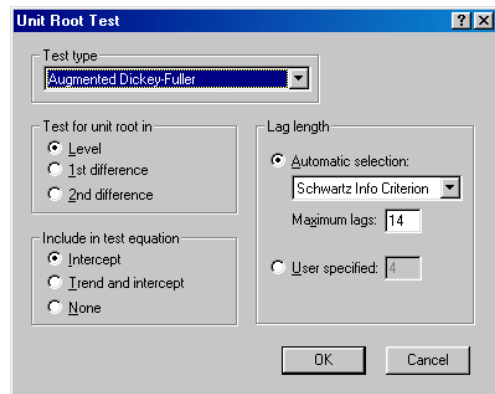 Unit Root Test
Test type
Augmented Dickey-Fuller
Test for unit root in
Level
1st difference
2nd difference
Include in test equation
Intercept
Trend and intercept
None
Lag length
Automatic selection:
Schwartz Info Criterion
Maximum lags: 14
User specified: 4
OK
Cancel